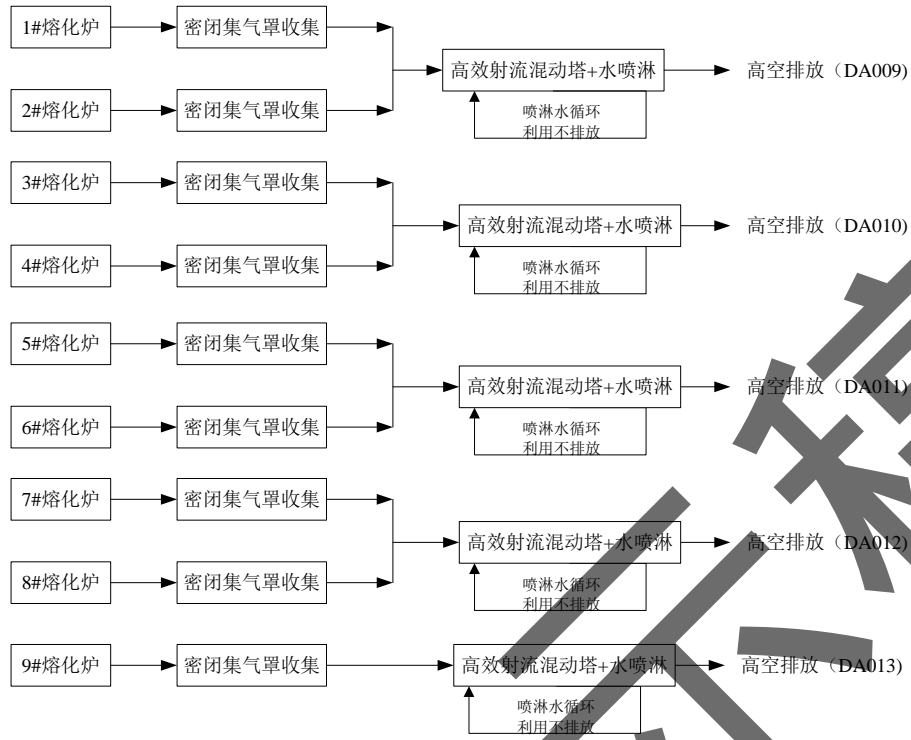 1#熔化炉
密闭集气罩收集
2#熔化炉
密闭集气罩收集
高效射流混动塔+水喷淋
高空排放（DA009)
喷淋水循环
利用不排放
3#熔化炉
密闭集气罩收集
4#熔化炉
密闭集气罩收集
高效射流混动塔+水喷淋
高空排放（DA010)
喷淋水循环
利用不排放
5#熔化炉
密闭集气罩收集
6#熔化炉
密闭集气罩收集
高效射流混动塔+水喷淋
高空排放（DA011)
喷淋水循环
利用不排放
7#熔化炉
密闭集气罩收集
8#熔化炉
密闭集气罩收集
高效射流混动塔+水喷淋
高空排放（DA012)
喷淋水循环
利用不排放
9#熔化炉
密闭集气罩收集
高效射流混动塔+水喷淋
高空排放（DA013)
喷淋水循环
利用不排放